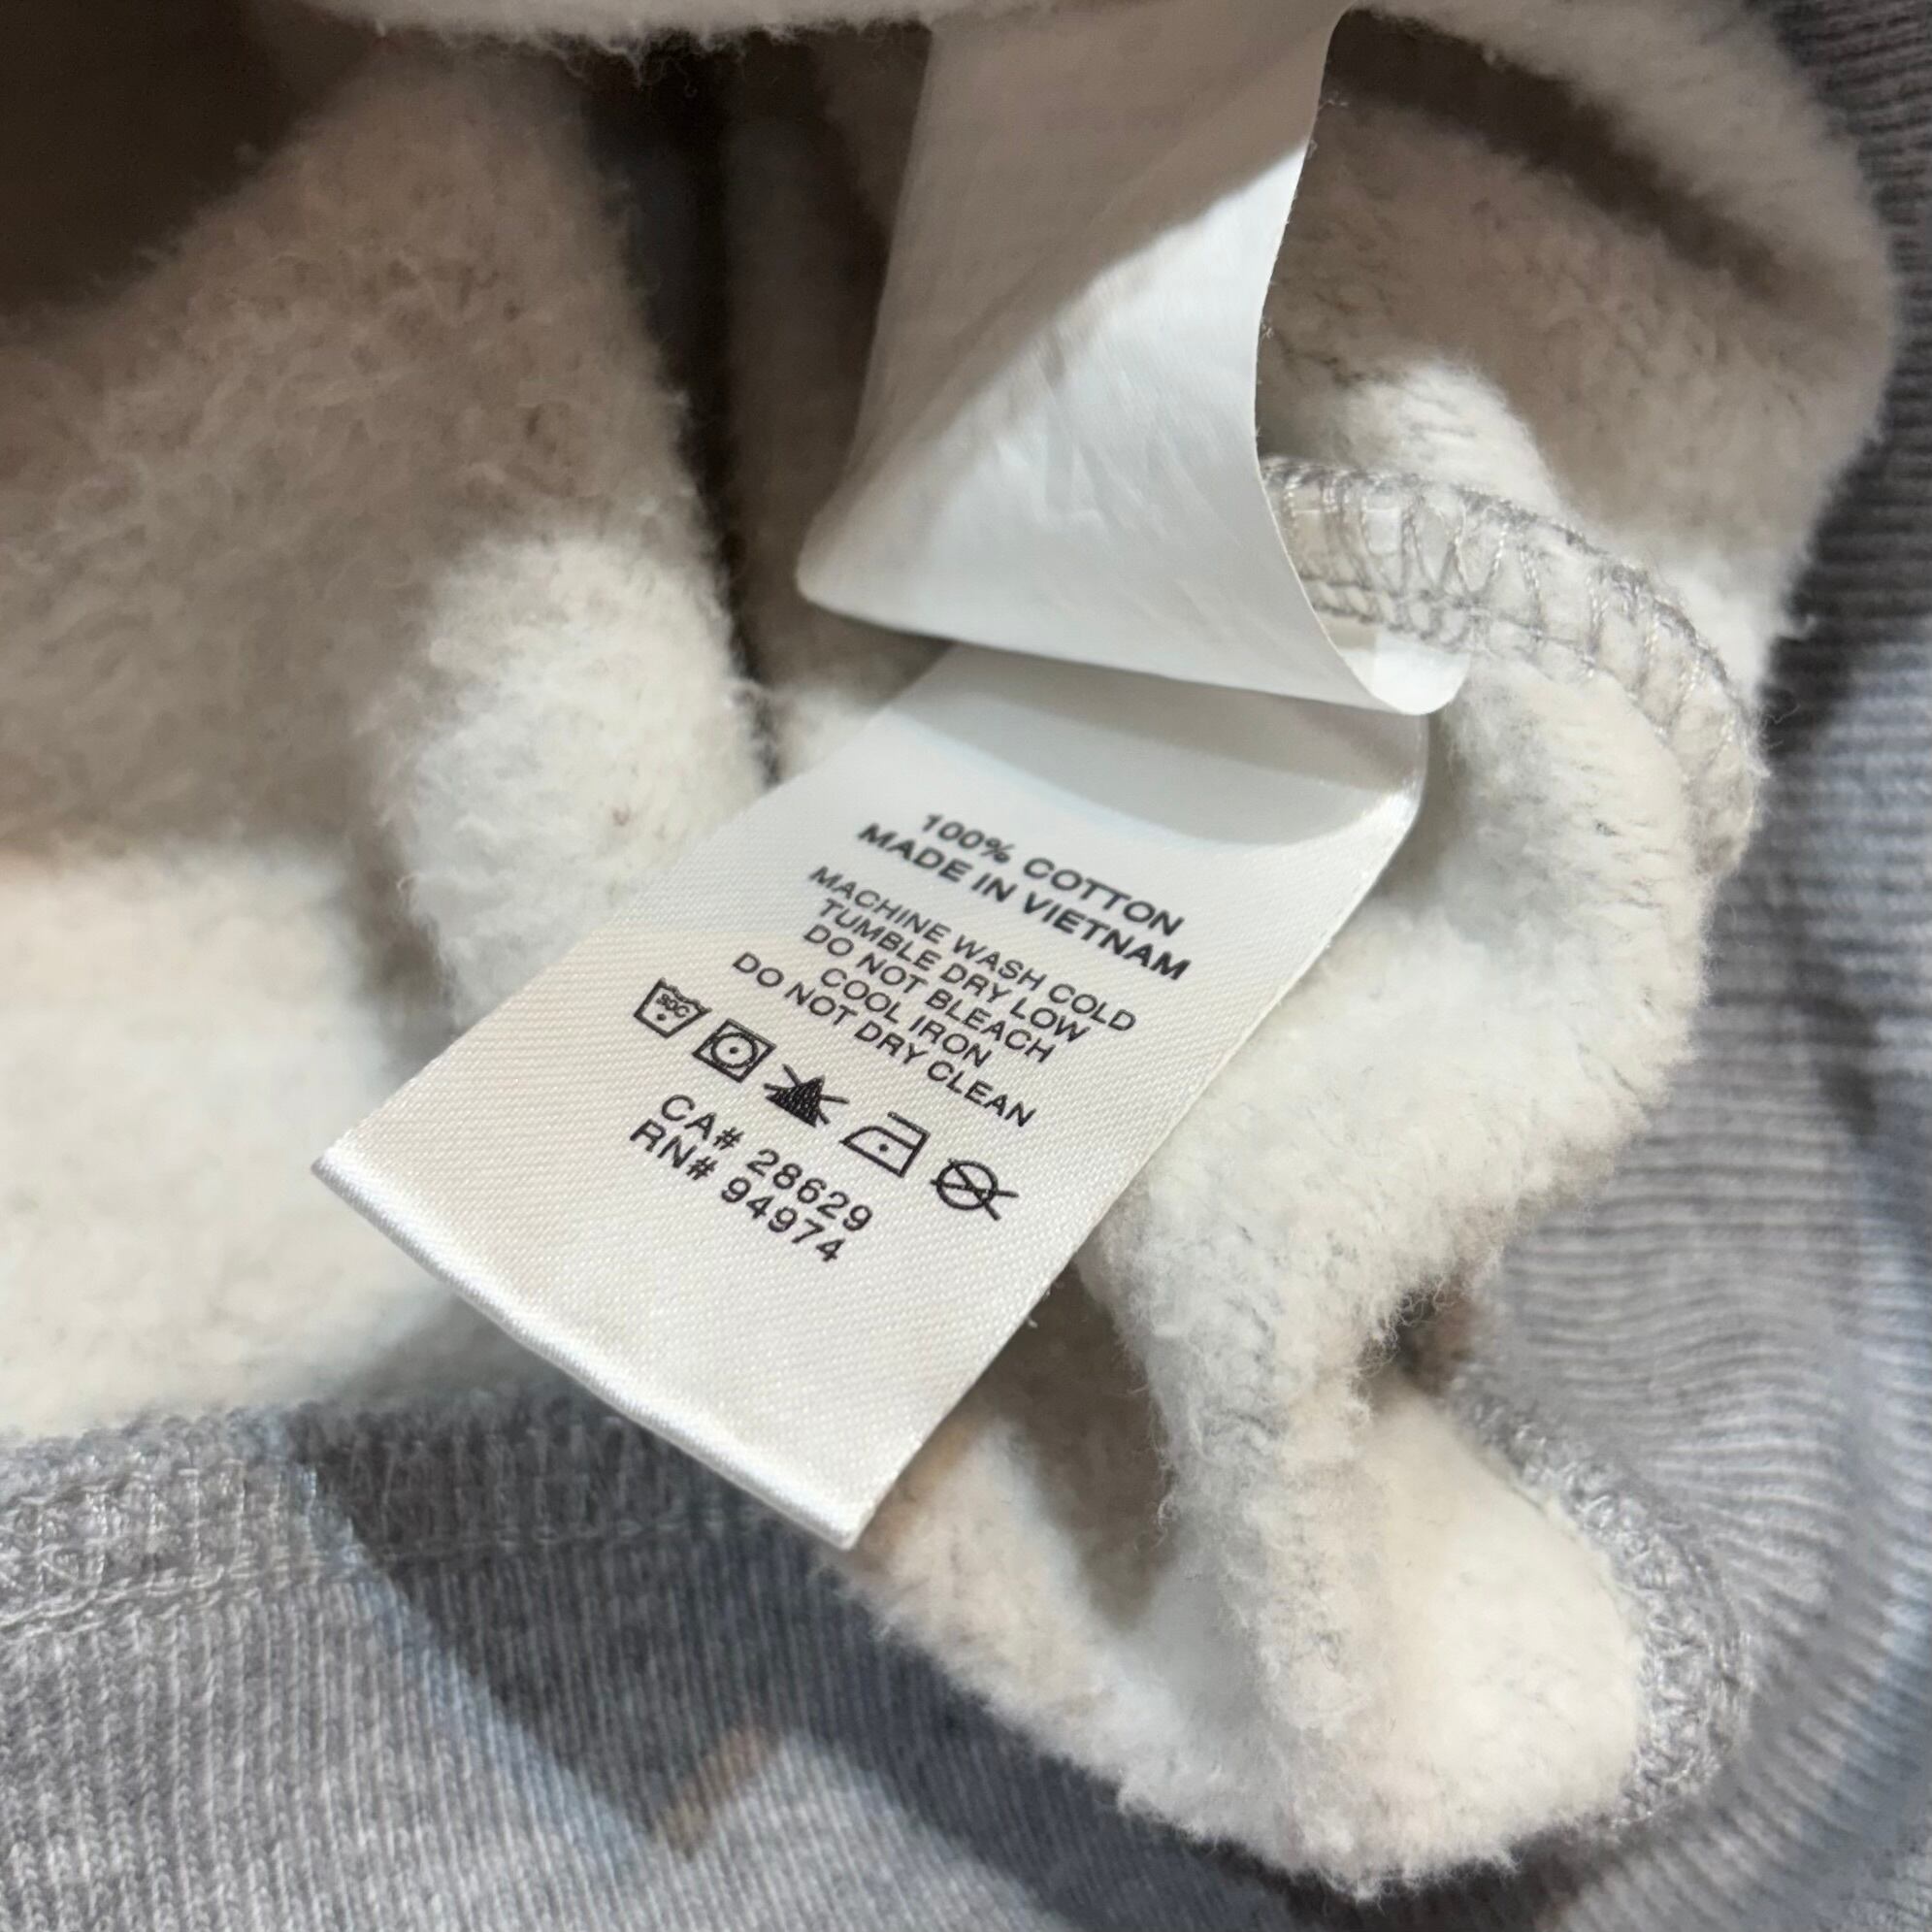 100% COTTON
MADE IN VIETNAM
MACHINE WASH COLD
TUMBLE DRY LOW
DO NOT BLEACH
COOL IRON
DO NOT DRY CLEAN
30C
CA# 28629
RN# 94974